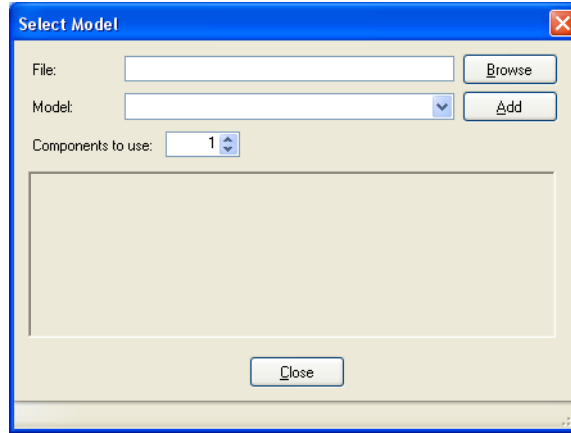 Select Model
File: Browse
Model: Add
Components to use: 1
Close